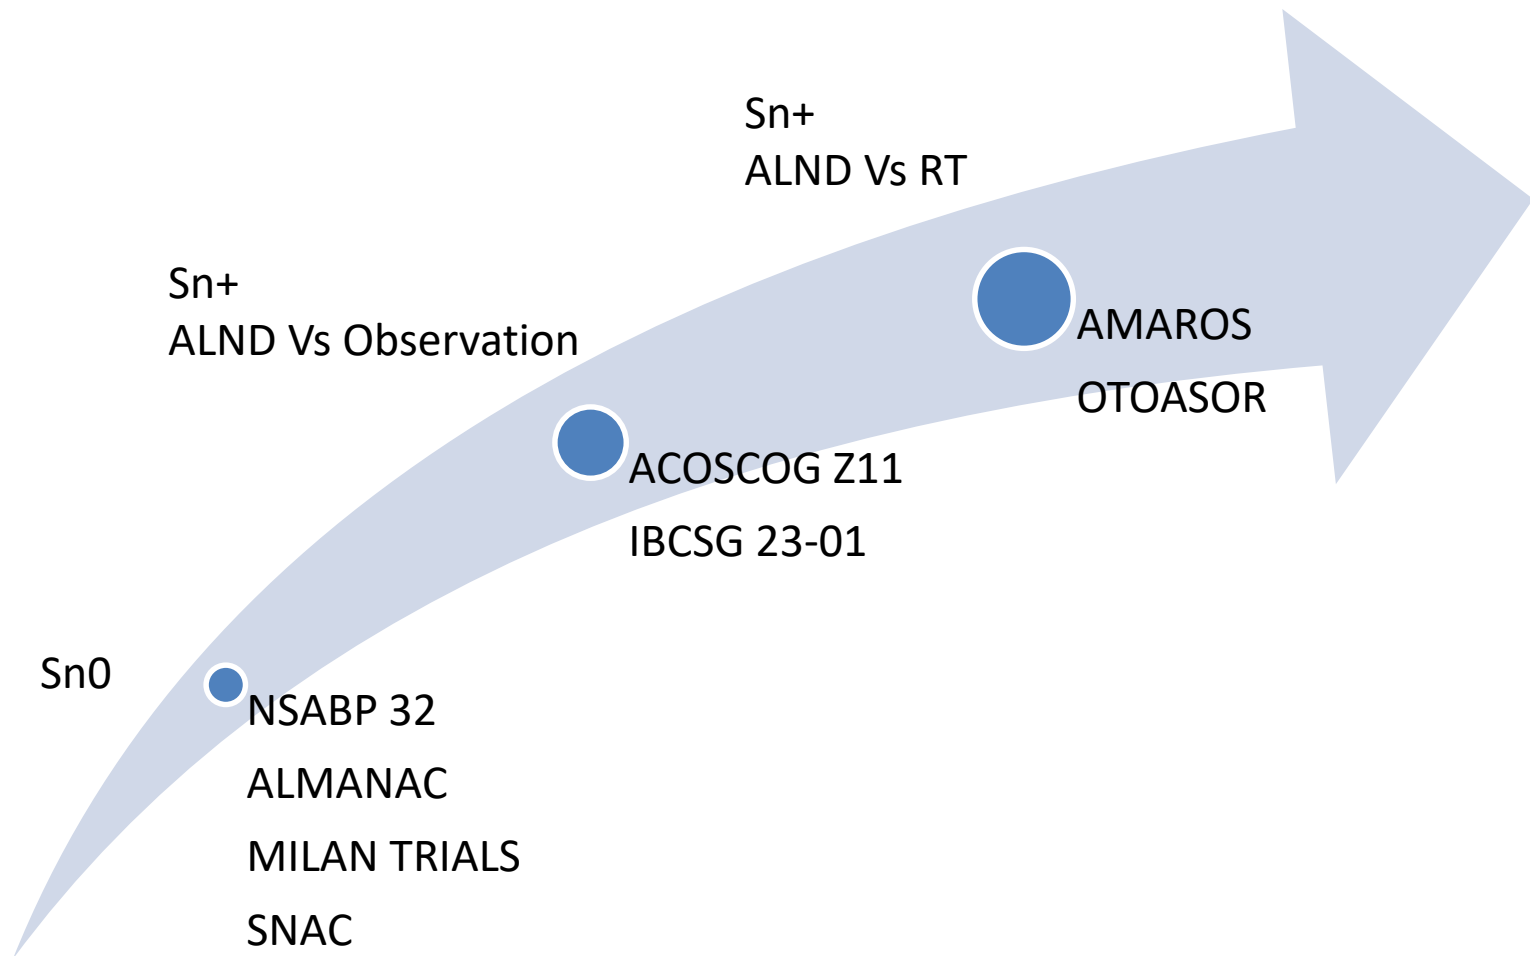 Sn+
ALND Vs RT
AMAROS
OTOASOR
Sn+
ALND Vs Observation
ACOSCOG Z11
IBCSG 23-01
Sn0
NSABP 32
ALMANAC
MILAN TRIALS
SNAC